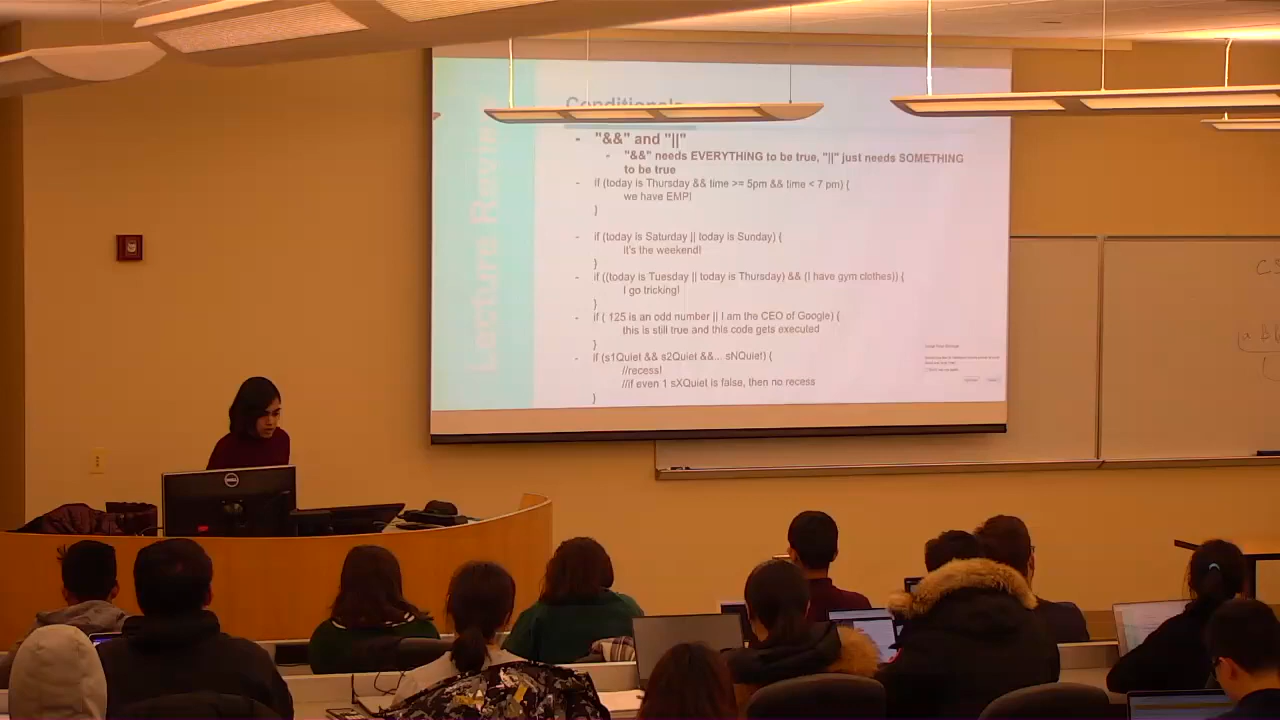 Conditionals
Lecture Review
- "&&" and "||"
- "&&" needs EVERYTHING to be true, "||" just needs SOMETHING
to be true
- if (today is Thursday && time >= 5pm && time < 7 pm) {
we have EMP!
}
- if (today is Saturday || today is Sunday) {
it's the weekend!
}
- if ((today is Tuesday || today is Thursday) && (I have gym clothes)) {
I go tricking!
}
- if ( 125 is an odd number || I am the CEO of Google) {
this is still true and this code gets executed
}
- if (s1Quiet && s2Quiet &&... sNQuiet) {
//recess!
//if even 1 sXQuiet is false, then no recess
}
DELL